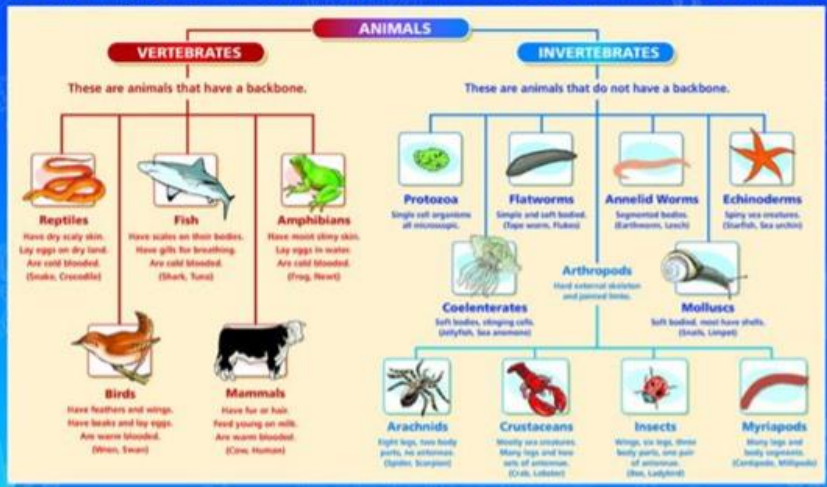 ANIMALS
VERTEBRATES
These are animals that have a backbone.
Reptiles
Have dry scaly skin.
Lay eggs on dry land.
Are cold blooded.
(Snake, Crocodile)
Fish
Have scales on their bodies.
Have gills for breathing.
Are cold blooded.
(Shark, Tuna)
Amphibians
Have moist slimy skin.
Lay eggs in water.
Are cold blooded.
(Frog, Newt)
Birds
Have feathers and wings.
Have beaks and lay eggs.
Are warm blooded.
(Wren, Swan)
Mammals
Have fur or hair.
Feed young on milk.
Are warm blooded.
(Cow, Human)
INVERTEBRATES
These are animals that do not have a backbone.
Protozoa
Single cell organisms
all microscopic.
Flatworms
Simple and soft bodied.
(Tape worm, Flukes)
Annelid Worms
Segmented bodies.
(Earthworm, Leech)
Echinoderms
Spiny sea creatures.
(Starfish, Sea urchin)
Coelenterates
Soft bodies, stinging cells.
(Jellyfish, Sea anemone)
Arthropods
Hard external skeleton
and jointed limbs.
Molluscs
Soft bodied, most have shells.
(Snails, Limpet)
Arachnids
Eight legs, two body
parts, no antennae.
(Spider, Scorpion)
Crustaceans
Mostly sea creatures.
Many legs and two
sets of antennae.
(Crab, Lobster)
Insects
Wings, six legs, three
body parts, one pair
of antennae.
(Bee, Ladybird)
Myriapods
Many legs and
body segments.
(Centipede, Millipede)